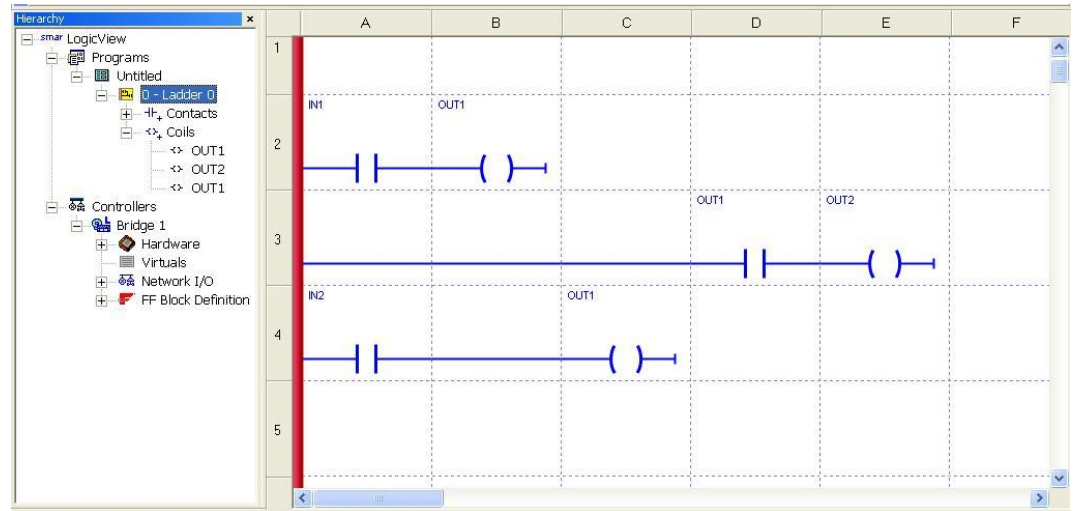 Hierarchy
smar LogicView
Programs
Untitled
0 - Ladder 0
Contacts
Coils
OUT1
OUT2
OUT1
Controllers
Bridge 1
Hardware
Virtuals
Network I/O
FF Block Definition
A B C D E F
1
IN1 OUT1
2
OUT1 OUT2
3
IN2 OUT1
4
5